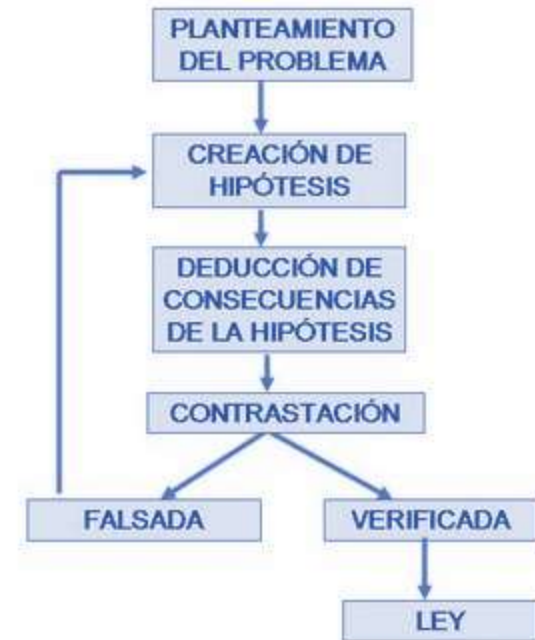 PLANTEAMIENTO
DEL PROBLEMA
CREACIÓN DE
HIPÓTESIS
DEDUCCIÓN DE
CONSECUENCIAS
DE LA HIPÓTESIS
CONTRASTACIÓN
FALSADA
VERIFICADA
LEY